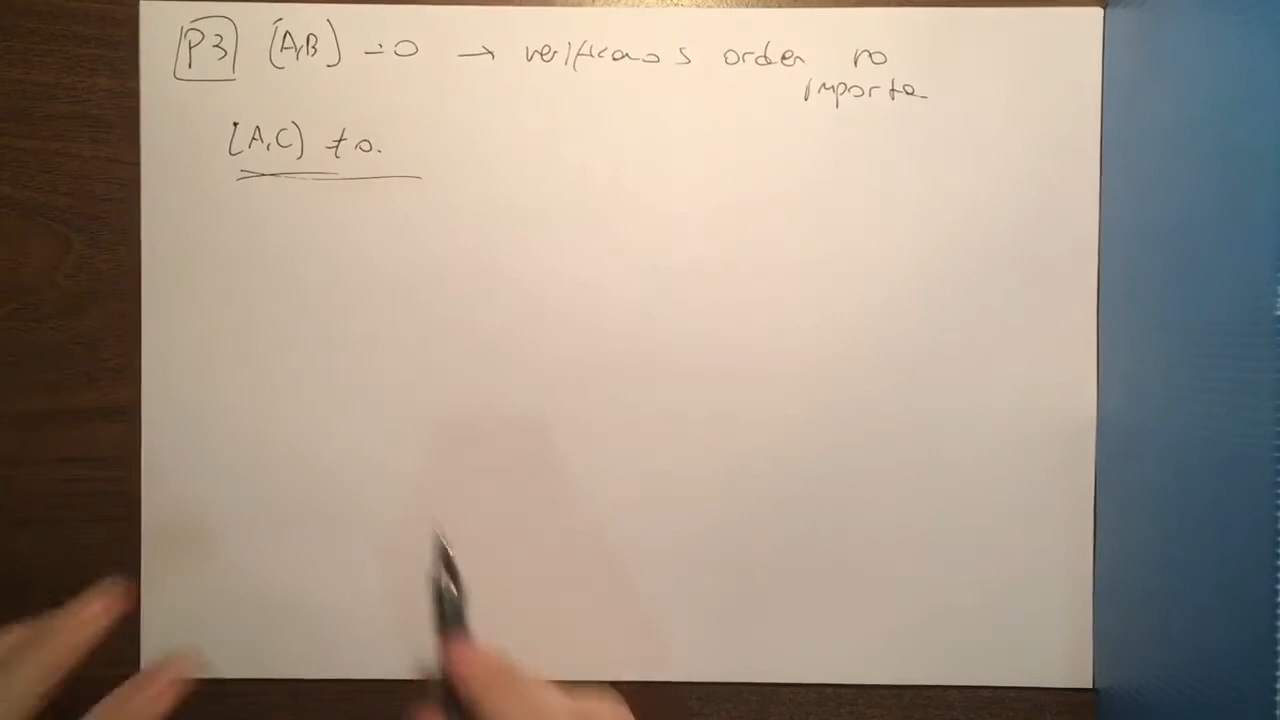 P3 [A,B] = 0 → verificamos orden no
importa
[A,C] ≠ 0.